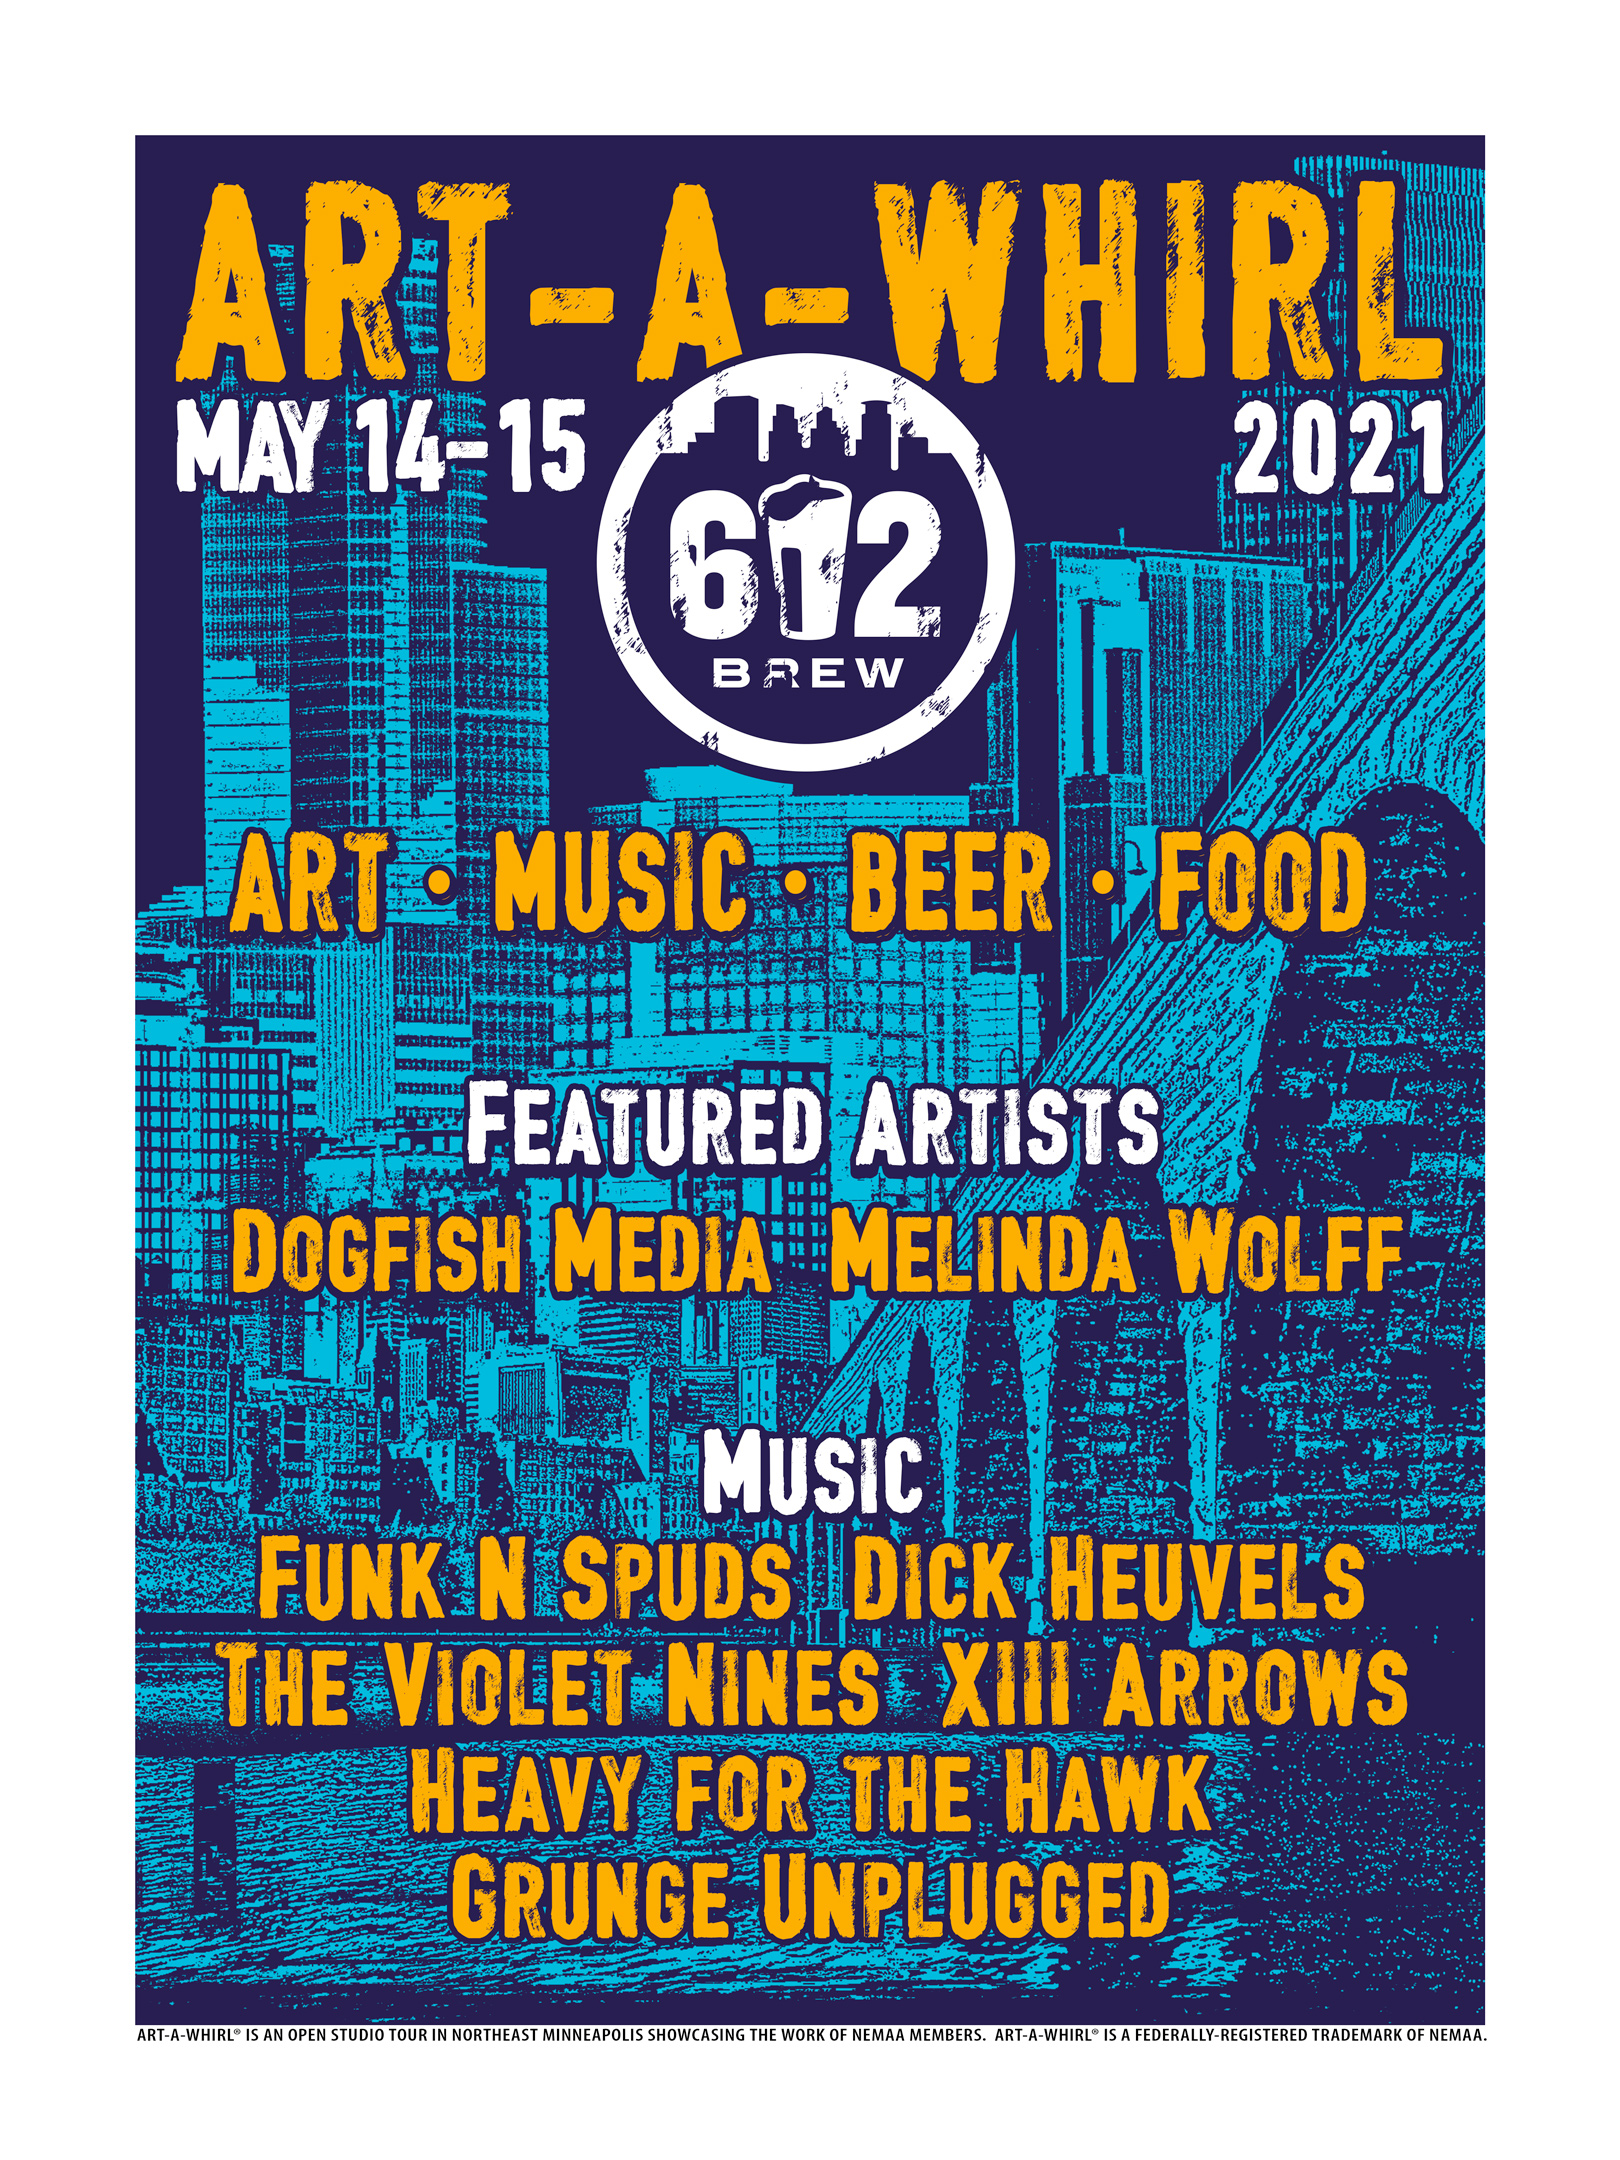 ART-A-WHIRL
MAY 14-15
2021
612
BREW
ART • MUSIC • BEER • FOOD
FEATURED ARTISTS
DOGFISH MEDIA MELINDA WOLFF
MUSIC
FUNK N SPUDS DICK HEUVELS
THE VIOLET NINES XIII ARROWS
HEAVY FOR THE HAWK
GRUNGE UNPLUGGED
ART-A-WHIRL® IS AN OPEN STUDIO TOUR IN NORTHEAST MINNEAPOLIS SHOWCASING THE WORK OF NEMAA MEMBERS. ART-A-WHIRL® IS A FEDERALLY-REGISTERED TRADEMARK OF NEMAA.